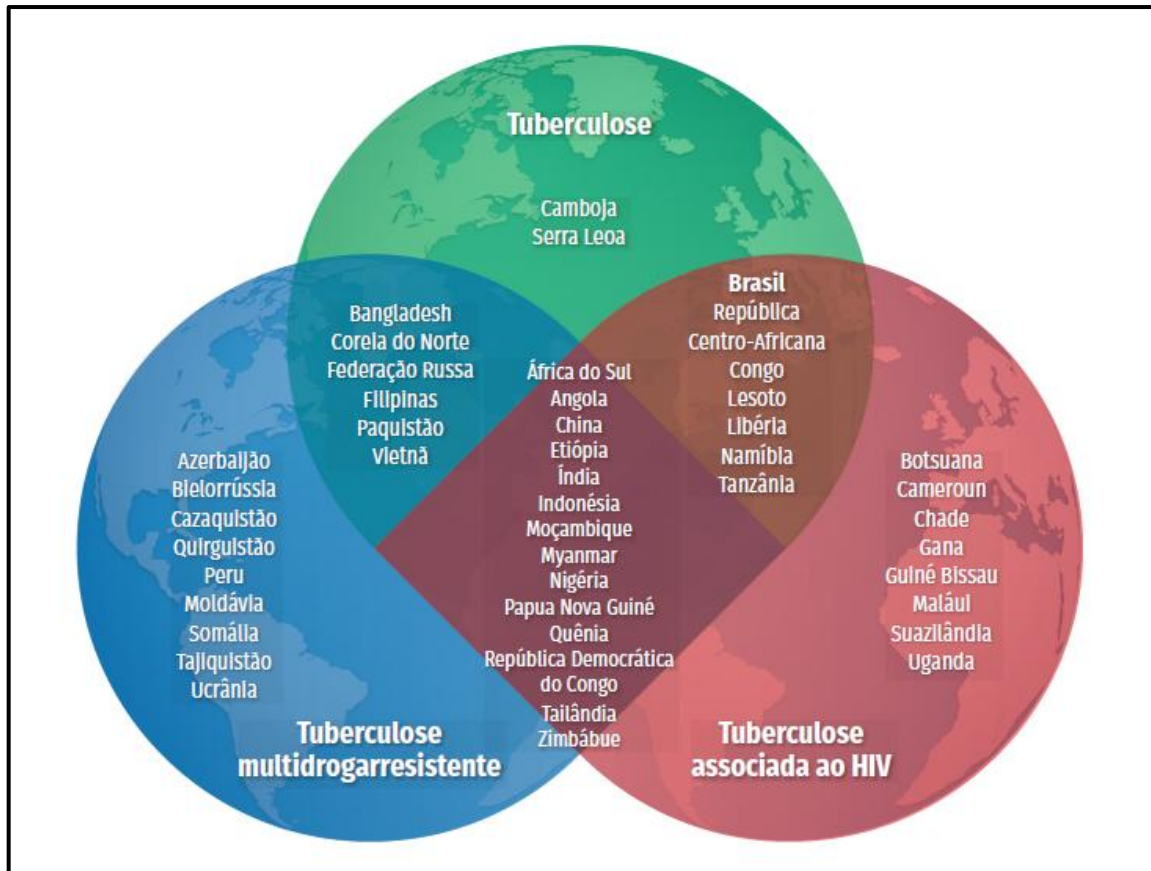 Tuberculose
Camboja
Serra Leoa
Bangladesh
Coreia do Norte
Federação Russa
Filipinas
Paquistão
Vietnã
Brasil
República
Centro-Africana
Congo
Lesoto
Libéria
Namíbia
Tanzânia
África do Sul
Angola
China
Etiópia
Índia
Indonésia
Moçambique
Myanmar
Nigéria
Papua Nova Guiné
Quênia
República Democrática
do Congo
Tailândia
Zimbábue
Azerbaijão
Bielorrússia
Cazaquistão
Quirguistão
Peru
Moldávia
Somália
Tajiquistão
Ucrânia
Botsuana
Cameroun
Chade
Gana
Guiné Bissau
Maláui
Suazilândia
Uganda
Tuberculose
multidrogarresistente
Tuberculose
associada ao HIV